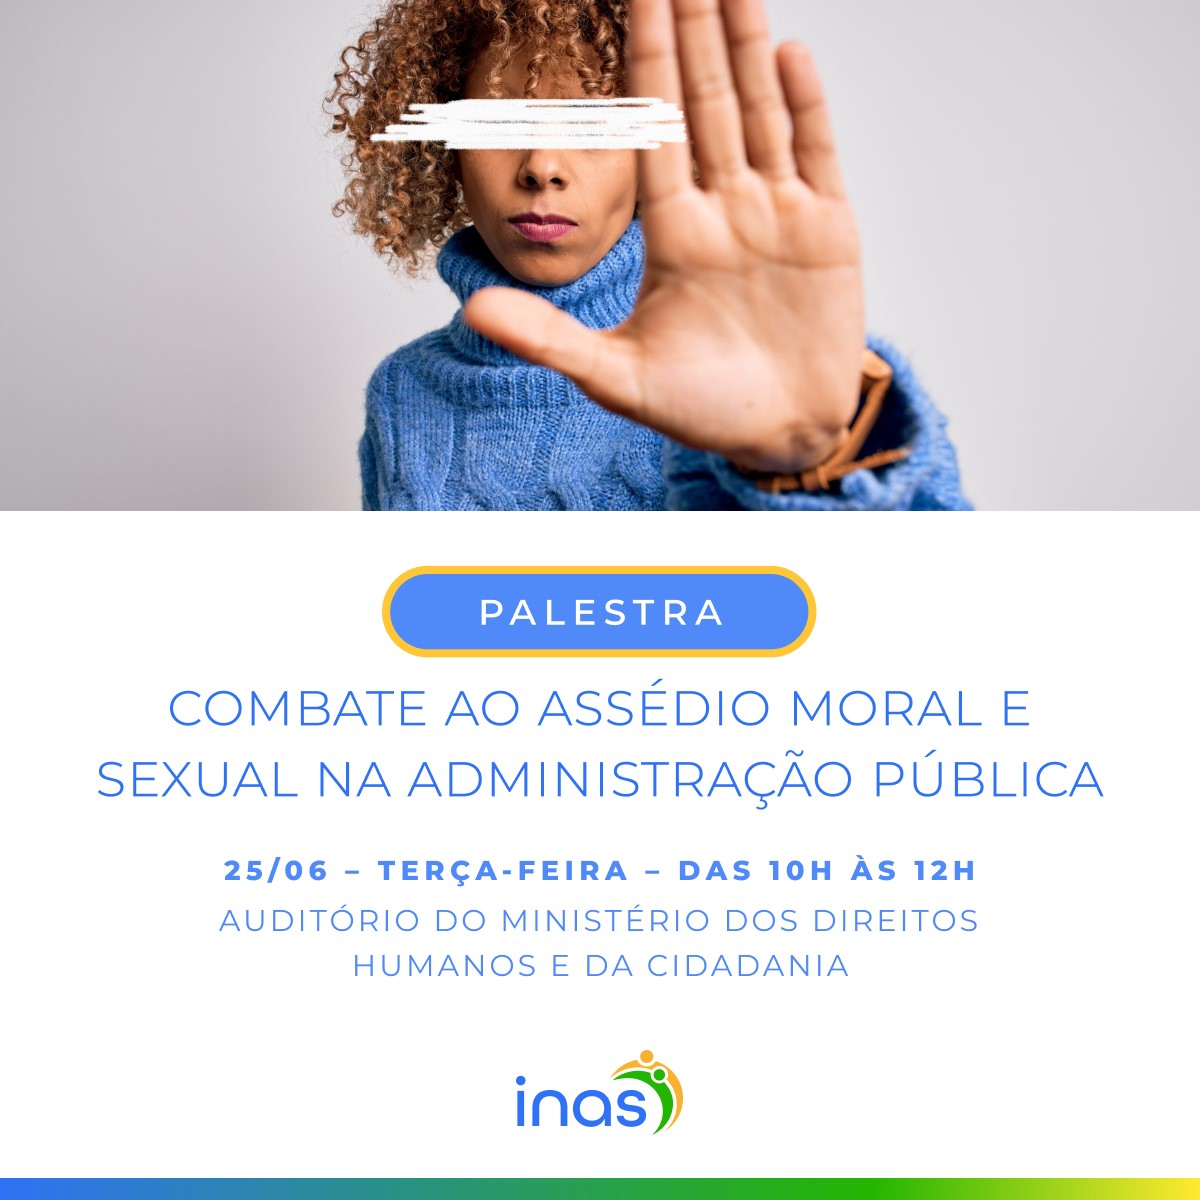 PALESTRA
COMBATE AO ASSÉDIO MORAL E
SEXUAL NA ADMINISTRAÇÃO PÚBLICA
25/06 – TERÇA-FEIRA – DAS 10H ÀS 12H
AUDITÓRIO DO MINISTÉRIO DOS DIREITOS
HUMANOS E DA CIDADANIA
inas